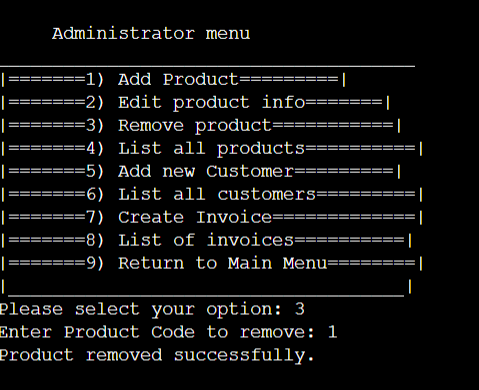 Administrator menu
______________________________________
|=======1) Add Product=========|
|=======2) Edit product info=======|
|=======3) Remove product===========|
|=======4) List all products==========|
|=======5) Add new Customer=========|
|=======6) List all customers=========|
|=======7) Create Invoice=============|
|=======8) List of invoices==========|
|=======9) Return to Main Menu========|
|____________________________________|
Please select your option: 3
Enter Product Code to remove: 1
Product removed successfully.